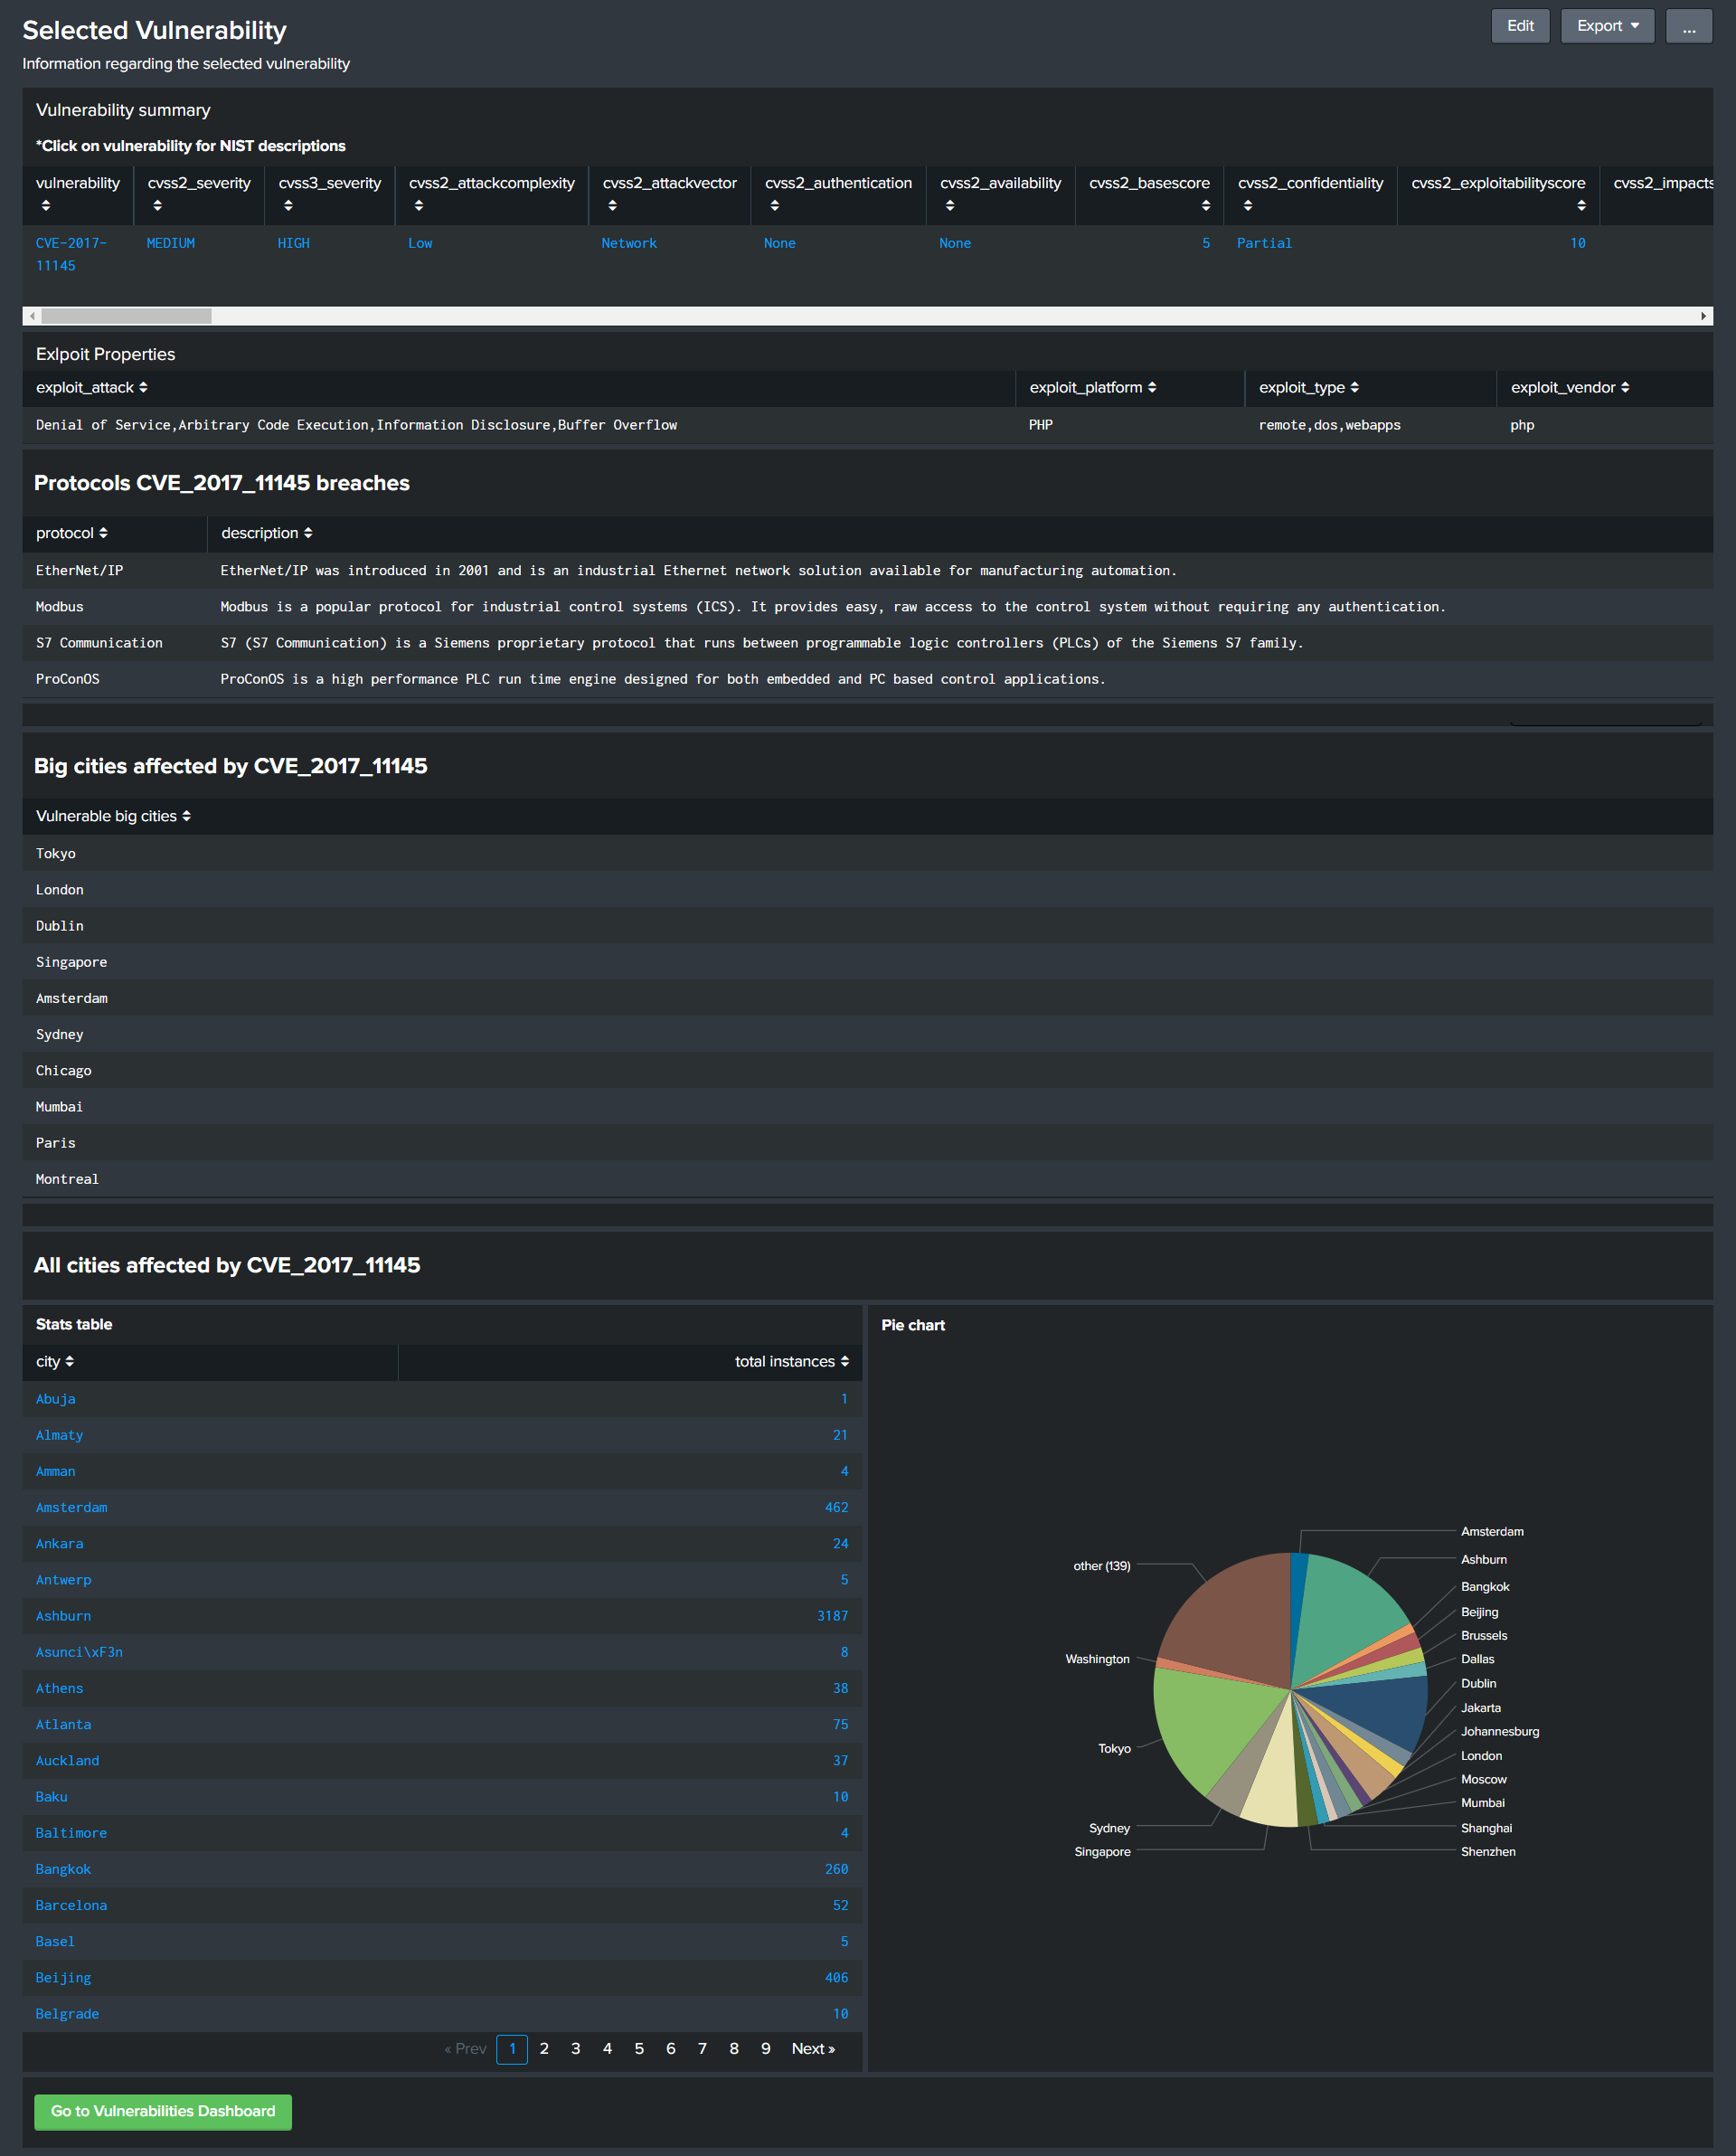 Selected Vulnerability
Edit
Export
...
Information regarding the selected vulnerability
Vulnerability summary
*Click on vulnerability for NIST descriptions
vulnerability cvss2_severity cvss3_severity cvss2_attackcomplexity cvss2_attackvector cvss2_authentication cvss2_availability cvss2_basescore cvss2_confidentiality cvss2_exploitabilityscore cvss2_impacts
CVE-2017- MEDIUM HIGH Low Network None None 5 Partial 10
11145
Exlpoit Properties
exploit_attack exploit_platform exploit_type exploit_vendor
Denial of Service,Arbitrary Code Execution,Information Disclosure,Buffer Overflow PHP remote,dos,webapps php
Protocols CVE_2017_11145 breaches
protocol description
EtherNet/IP EtherNet/IP was introduced in 2001 and is an industrial Ethernet network solution available for manufacturing automation.
Modbus Modbus is a popular protocol for industrial control systems (ICS). It provides easy, raw access to the control system without requiring any authentication.
S7 Communication S7 (S7 Communication) is a Siemens proprietary protocol that runs between programmable logic controllers (PLCs) of the Siemens S7 family.
ProConOS ProConOS is a high performance PLC run time engine designed for both embedded and PC based control applications.
Big cities affected by CVE_2017_11145
Vulnerable big cities
Tokyo
London
Dublin
Singapore
Amsterdam
Sydney
Chicago
Mumbai
Paris
Montreal
All cities affected by CVE_2017_11145
Stats table
city total instances
Abuja 1
Almaty 21
Amman 4
Amsterdam 462
Ankara 24
Antwerp 5
Ashburn 3187
Asunci\xF3n 8
Athens 38
Atlanta 75
Auckland 37
Baku 10
Baltimore 4
Bangkok 260
Barcelona 52
Basel 5
Beijing 406
Belgrade 10
« Prev 1 2 3 4 5 6 7 8 9 Next »
Pie chart
Amsterdam
Ashburn
Bangkok
Beijing
Brussels
Dallas
Dublin
Jakarta
Johannesburg
London
Moscow
Mumbai
Shanghai
Shenzhen
other (139)
Washington
Tokyo
Sydney
Singapore
Go to Vulnerabilities Dashboard